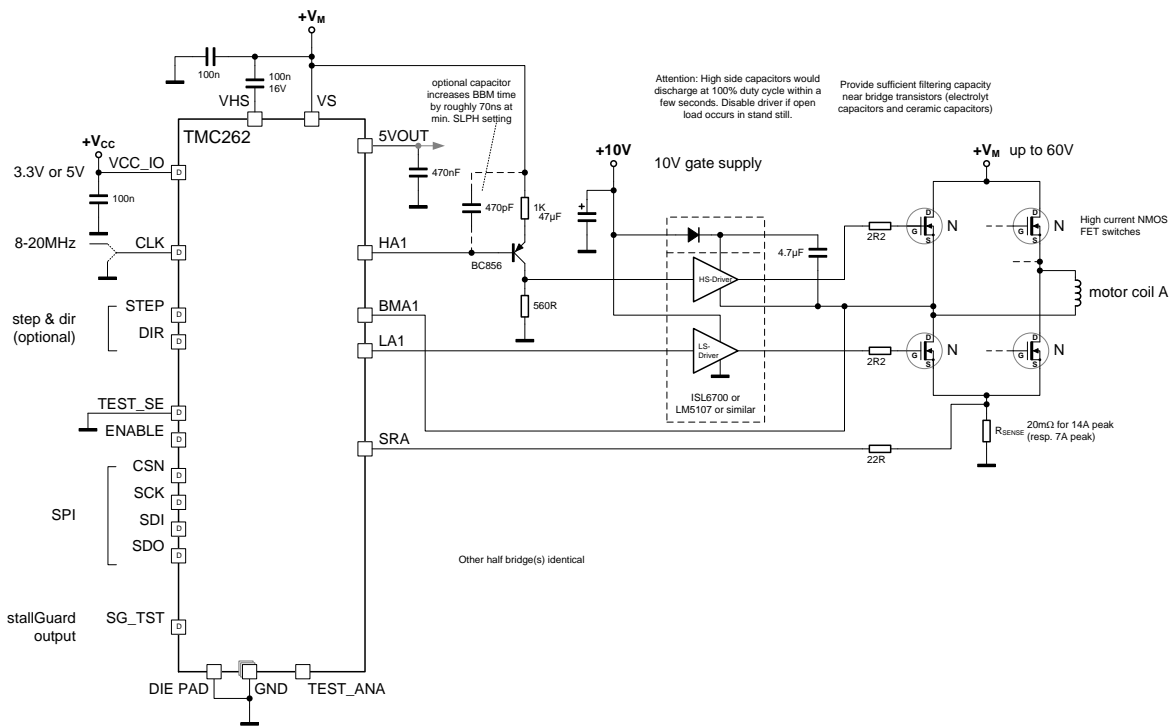 +VM
100n
100n
16V
VHS
VS
optional capacitor
increases BBM time
by roughly 70ns at
min. SLPH setting
Attention: High side capacitors would
discharge at 100% duty cycle within a
few seconds. Disable driver if open
load occurs in stand still.
Provide sufficient filtering capacity
near bridge transistors (electrolyt
capacitors and ceramic capacitors)
TMC262
+VCC
VCC_IO
3.3V or 5V
D
100n
8-20MHz
CLK
D
step & dir
(optional)
STEP
D
DIR
D
TEST_SE
D
ENABLE
D
SPI
CSN
D
SCK
D
SDI
D
SDO
D
stallGuard
output
SG_TST
D
DIE PAD
GND
TEST_ANA
5VOUT
470nF
470pF
1K
47µF
HA1
BC856
560R
BMA1
LA1
SRA
+10V
10V gate supply
+
HS-Driver
LS-
Driver
ISL6700 or
LM5107 or similar
4.7µF
2R2
2R2
22R
+VM
up to 60V
D
G
S
N
D
G
S
N
High current NMOS
FET switches
motor coil A
D
G
S
N
D
G
S
N
RSENSE 20mΩ for 14A peak
(resp. 7A peak)
Other half bridge(s) identical